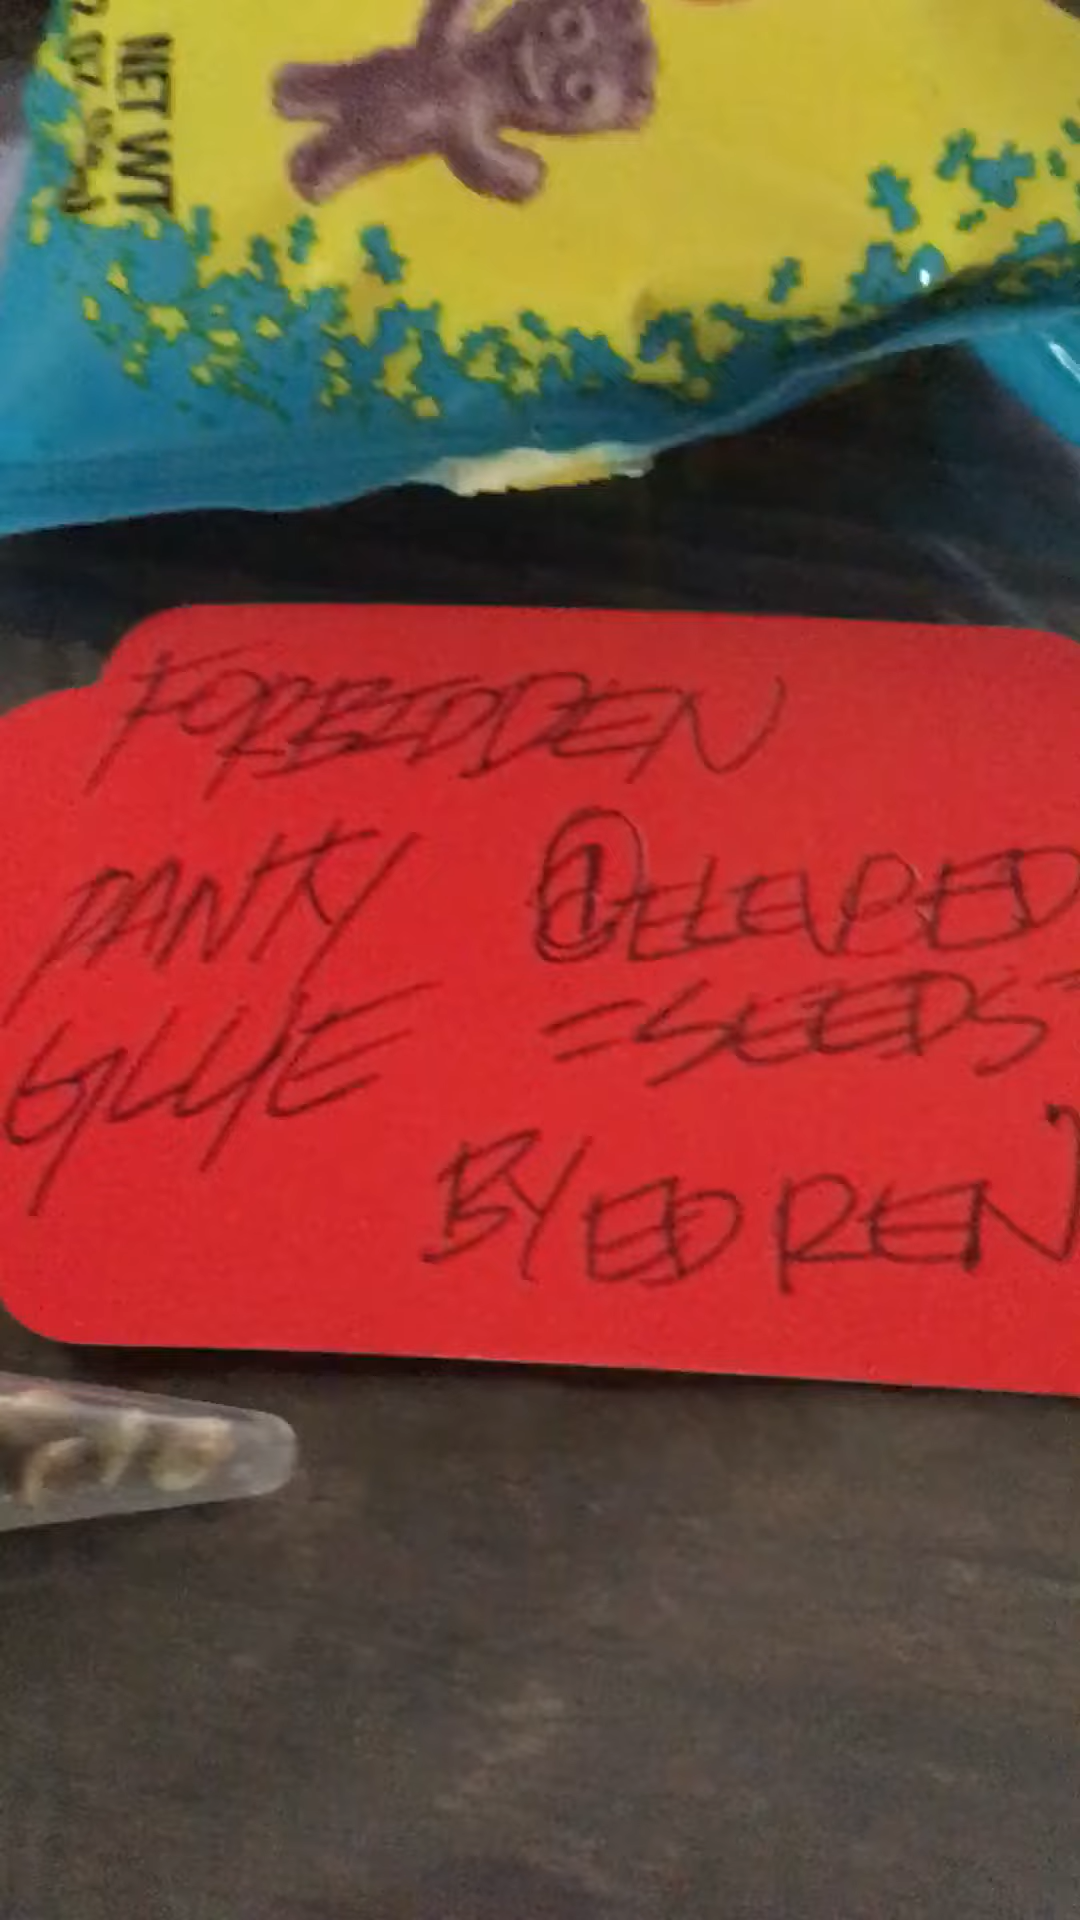 NET WT
FORBIDDEN
PANTY
GLUE
=SEEDS
BY ED REN